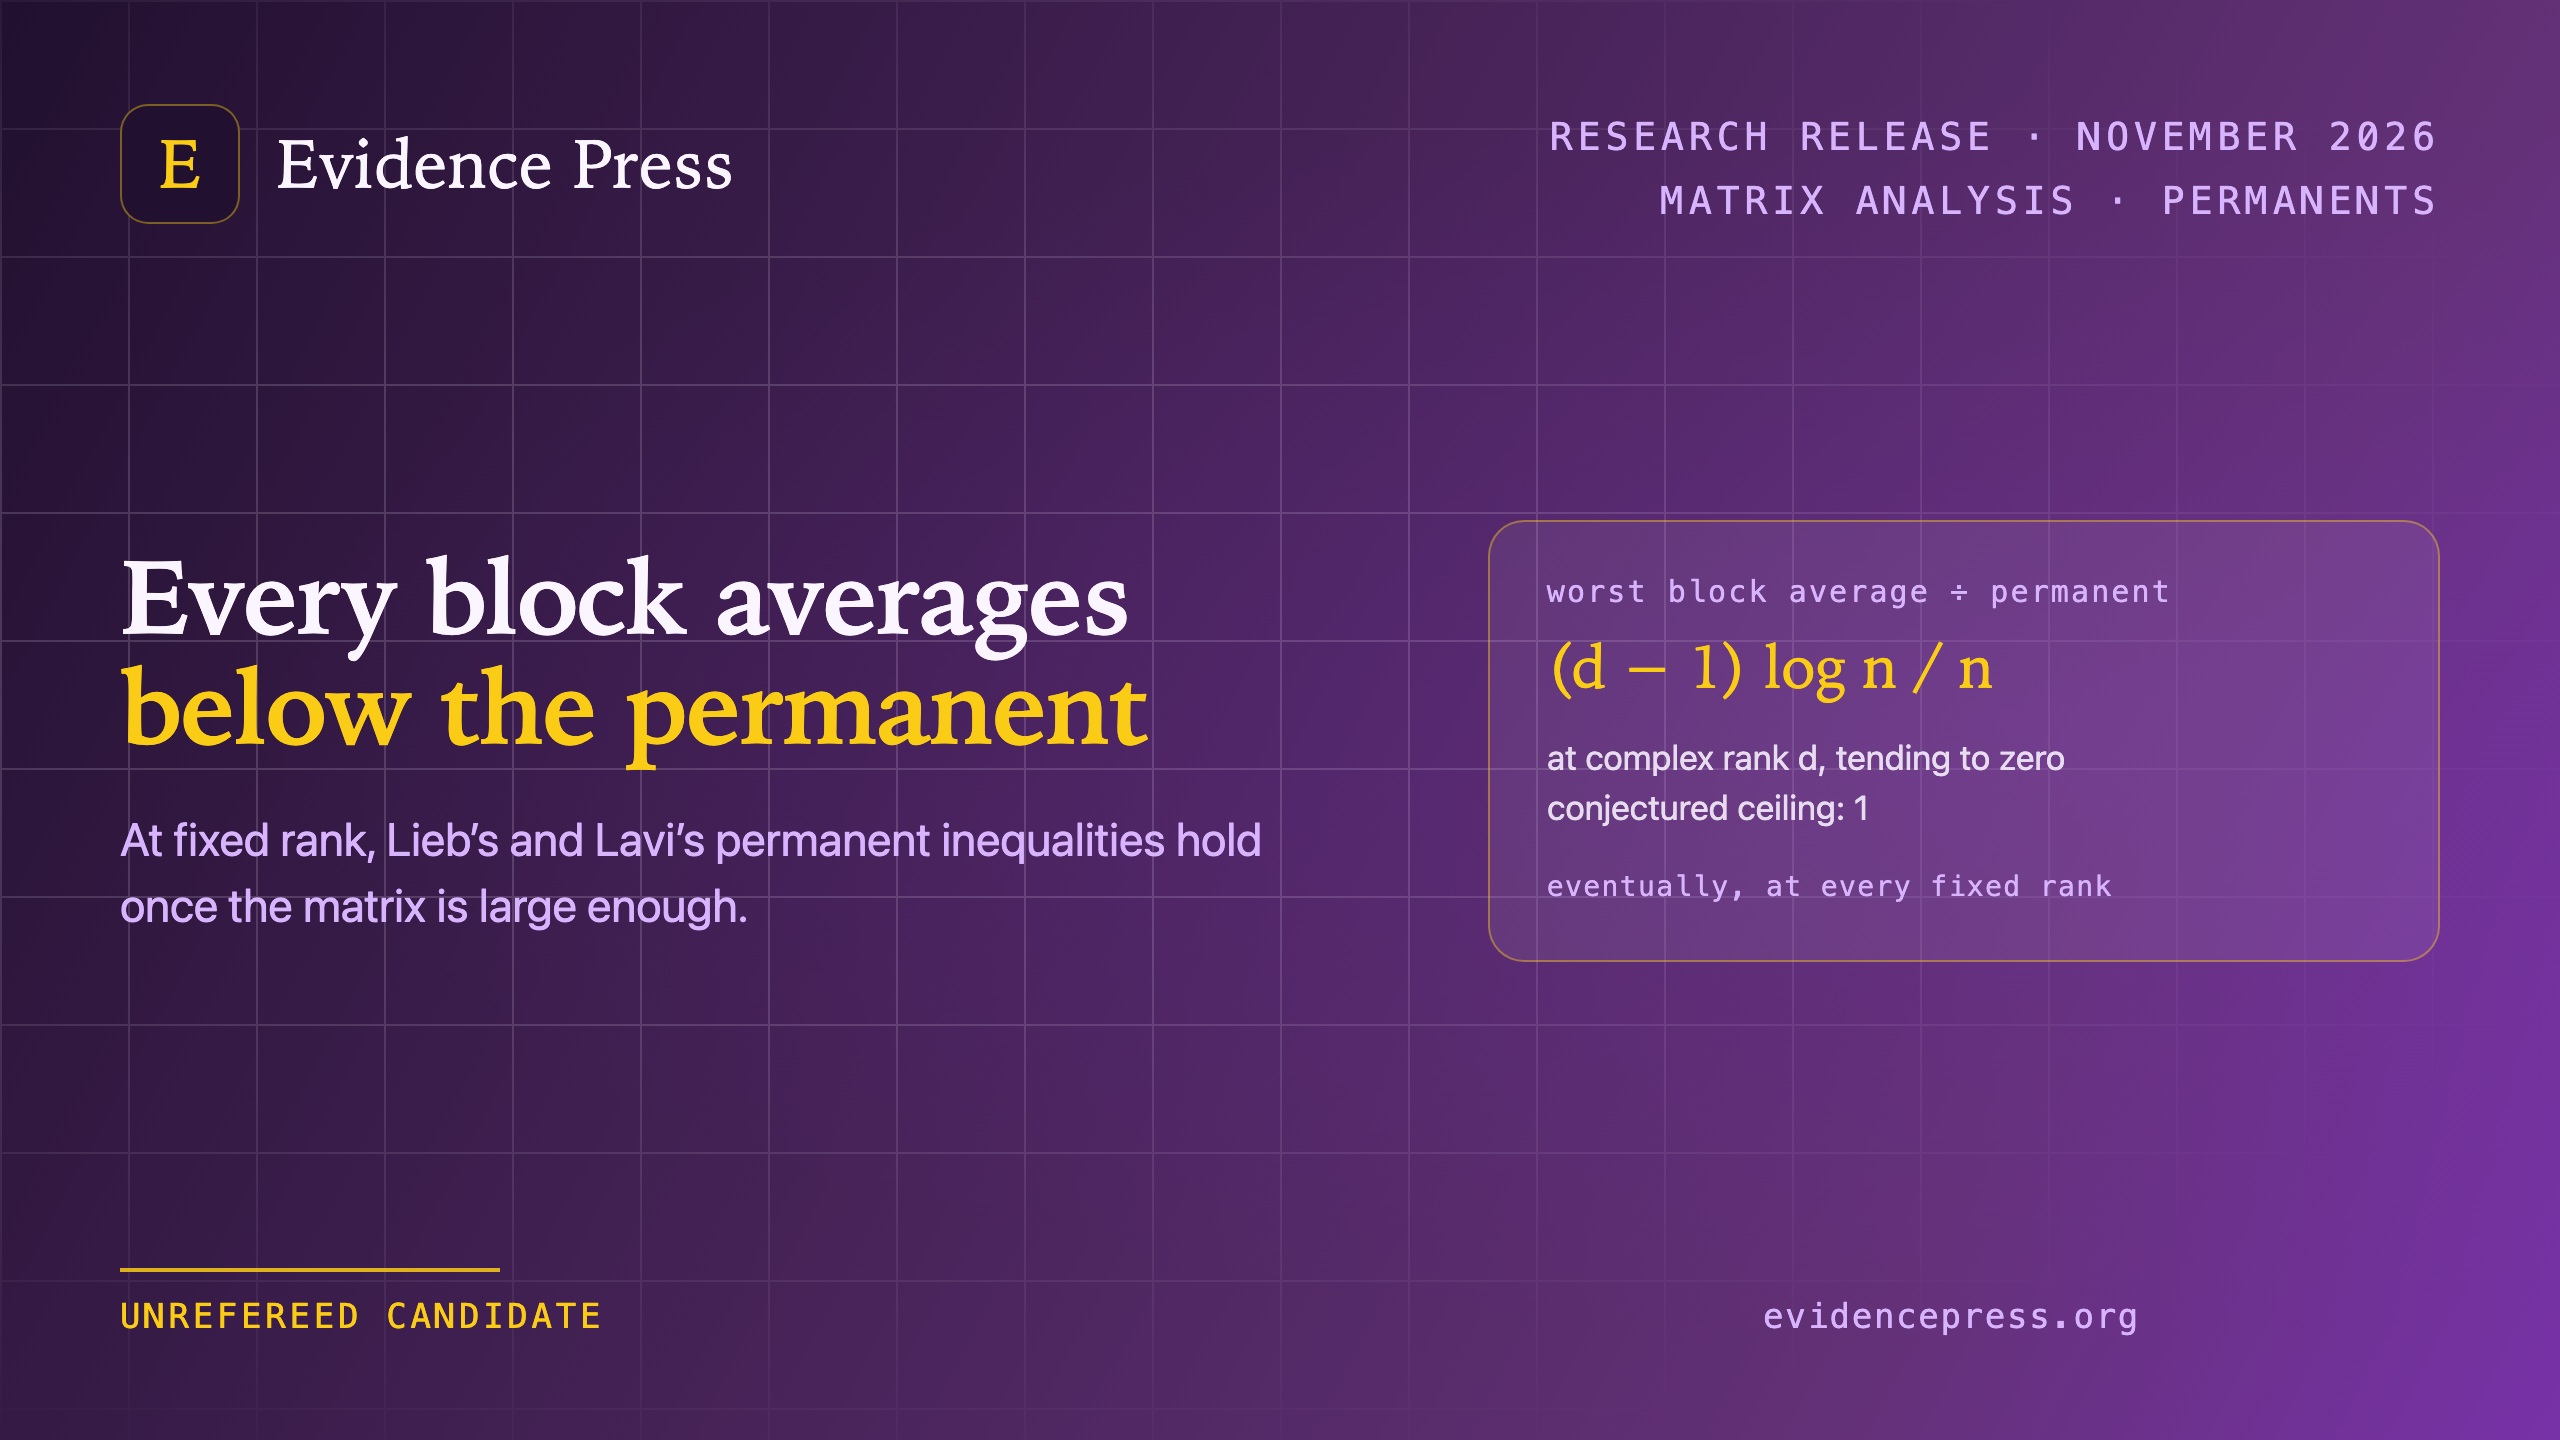 E
Evidence Press
RESEARCH RELEASE · NOVEMBER 2026
MATRIX ANALYSIS · PERMANENTS
Every block averages
below the permanent
At fixed rank, Lieb’s and Lavi’s permanent inequalities hold
once the matrix is large enough.
worst block average ÷ permanent
(d − 1) log n / n
at complex rank d, tending to zero
conjectured ceiling: 1
eventually, at every fixed rank
UNREFEREED CANDIDATE
evidencepress.org